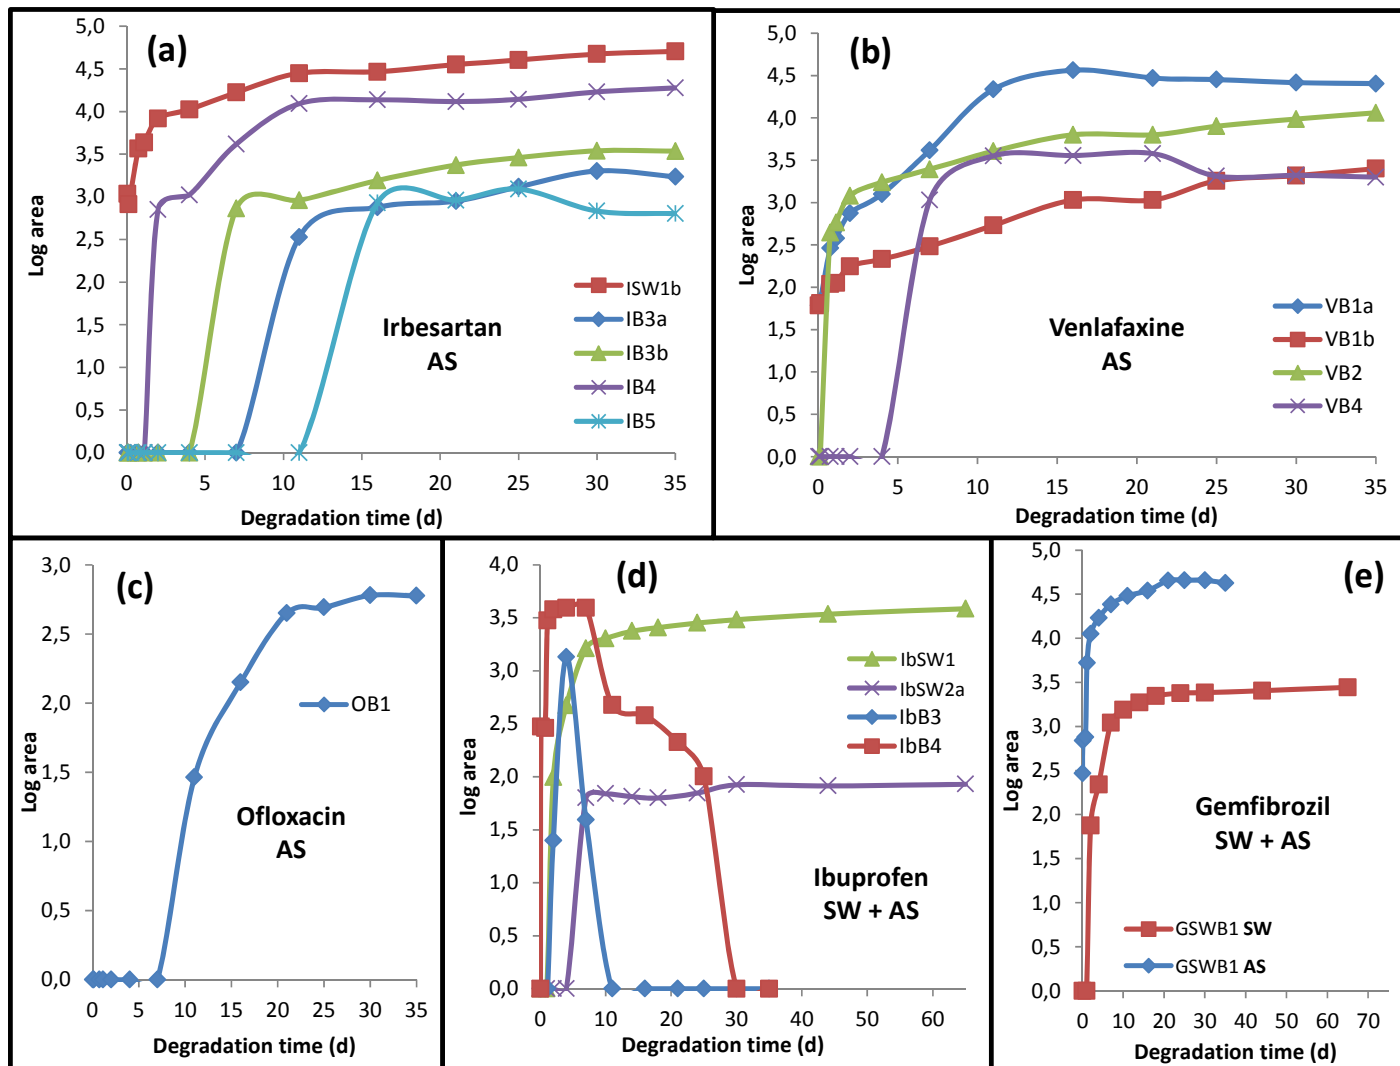 (a)
5,0
4,5
4,0
3,5
3,0
2,5
2,0
1,5
1,0
0,5
0,0
Log area
0 5 10 15 20 25 30 35
Degradation time (d)
Irbesartan
AS
ISW1b
IB3a
IB3b
IB4
IB5
(b)
5,0
4,5
4,0
3,5
3,0
2,5
2,0
1,5
1,0
0,5
0,0
Log area
0 5 10 15 20 25 30 35
Degradation time (d)
Venlafaxine
AS
VB1a
VB1b
VB2
VB4
(c)
3,0
2,5
2,0
1,5
1,0
0,5
0,0
Log area
0 5 10 15 20 25 30 35
Degradation time (d)
OB1
Ofloxacin
AS
(d)
4,0
3,5
3,0
2,5
2,0
1,5
1,0
0,5
0,0
log area
0 10 20 30 40 50 60
Degradation time (d)
IbSW1
IbSW2a
IbB3
IbB4
Ibuprofen
SW + AS
(e)
5,0
4,5
4,0
3,5
3,0
2,5
2,0
1,5
1,0
0,5
0,0
Log area
0 10 20 30 40 50 60 70
Degradation time (d)
Gemfibrozil
SW + AS
GSWB1 SW
GSWB1 AS